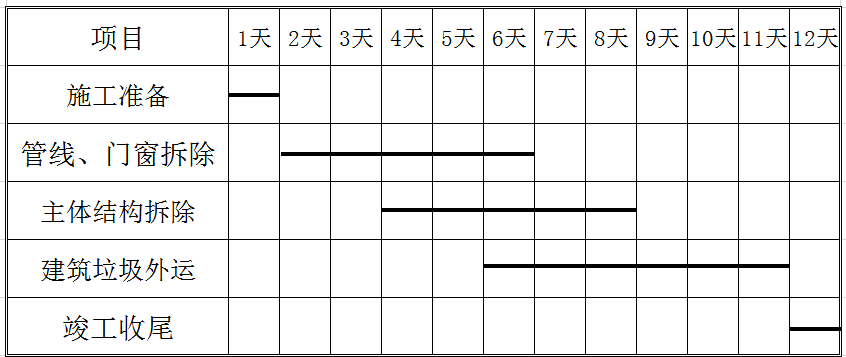 项目 1天 2天 3天 4天 5天 6天 7天 8天 9天 10天 11天 12天
施工准备
管线、门窗拆除
主体结构拆除
建筑垃圾外运
竣工收尾